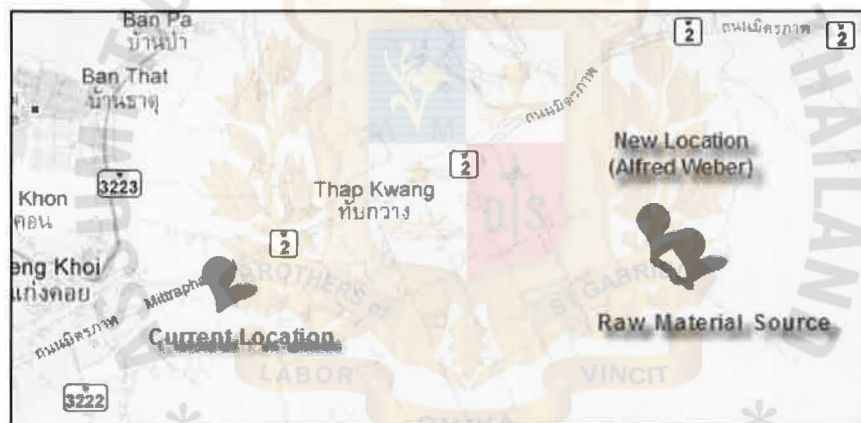 Ban Pa
บ้านป่า
Ban That
บ้านธาตุ
2
ถนนมิตรภาพ
2
ถนนมิตรภาพ
New Location
(Alfred Weber)
2
3223
Khon
คอน
Thap Kwang
ทับกวาง
2
eng Khoi
แก่งคอย
Mittraph
ถนนมิตรภาพ
Current Location
Raw Material Source
3222
THAILAND
BROTHERS of
ST GABRIEL
D S
LABOR
VINCIT
OMNIA